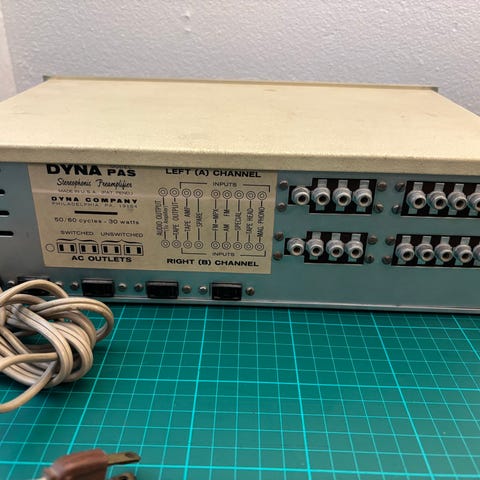 DYNA PAS
Stereophonic Preamplifier
MADE IN U.S.A. (PAT. PEND.)
DYNA COMPANY
PHILADELPHIA, PA. 19104
50/60 cycles - 30 watts
SWITCHED UNSWITCHED
AC OUTLETS
LEFT (A) CHANNEL
INPUTS
AUDIO OUTPUT
To Amplifier
TAPE OUTPUT
TAPE AMP
SPARE
FM-MPX
AM FM
SPECIAL
TAPE HEAD
MAG. PHONO
INPUTS
RIGHT (B) CHANNEL